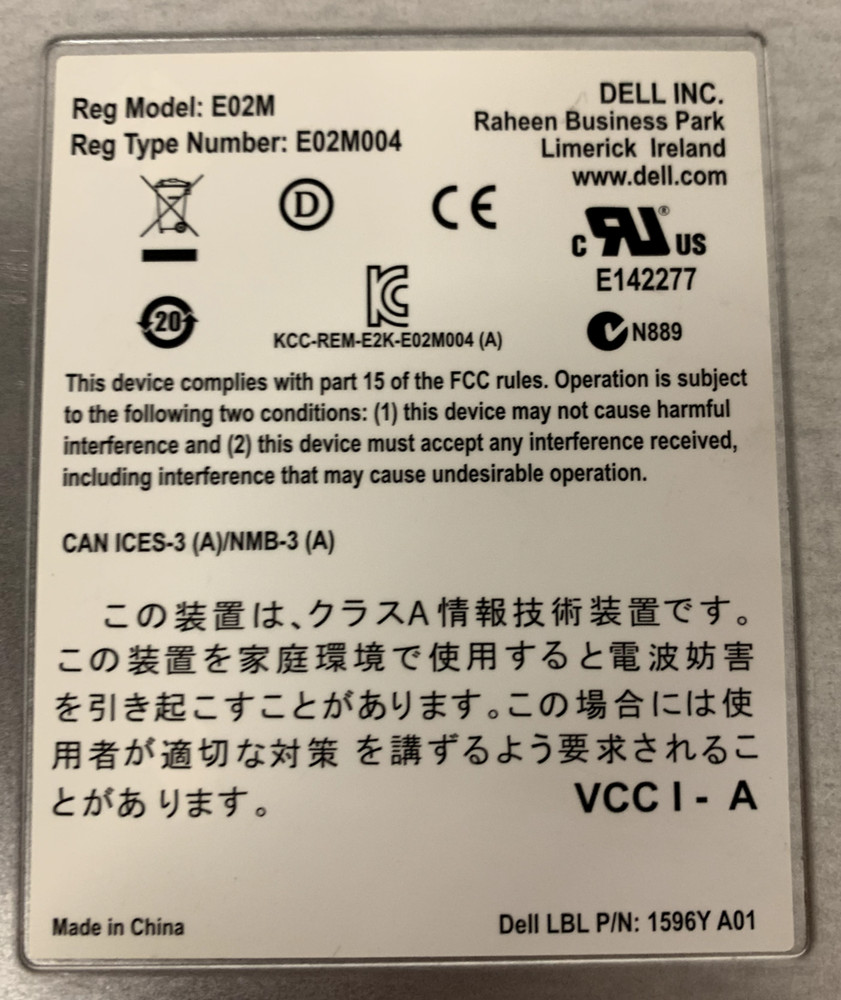 Reg Model: E02M
Reg Type Number: E02M004
DELL INC.
Raheen Business Park
Limerick Ireland
www.dell.com
D
CE
c RU ® US
E142277
20
KC
KCC-REM-E2K-E02M004 (A)
N889
This device complies with part 15 of the FCC rules. Operation is subject
to the following two conditions: (1) this device may not cause harmful
interference and (2) this device must accept any interference received,
including interference that may cause undesirable operation.
CAN ICES-3 (A)/NMB-3 (A)
この装置は、クラスA情報技術装置です。
この装置を家庭環境で使用すると電波妨害
を引き起こすことがあります。この場合には使
用者が適切な対策を講ずるよう要求されるこ
とがあります。
VCCI-A
Made in China
Dell LBL P/N: 1596Y A01